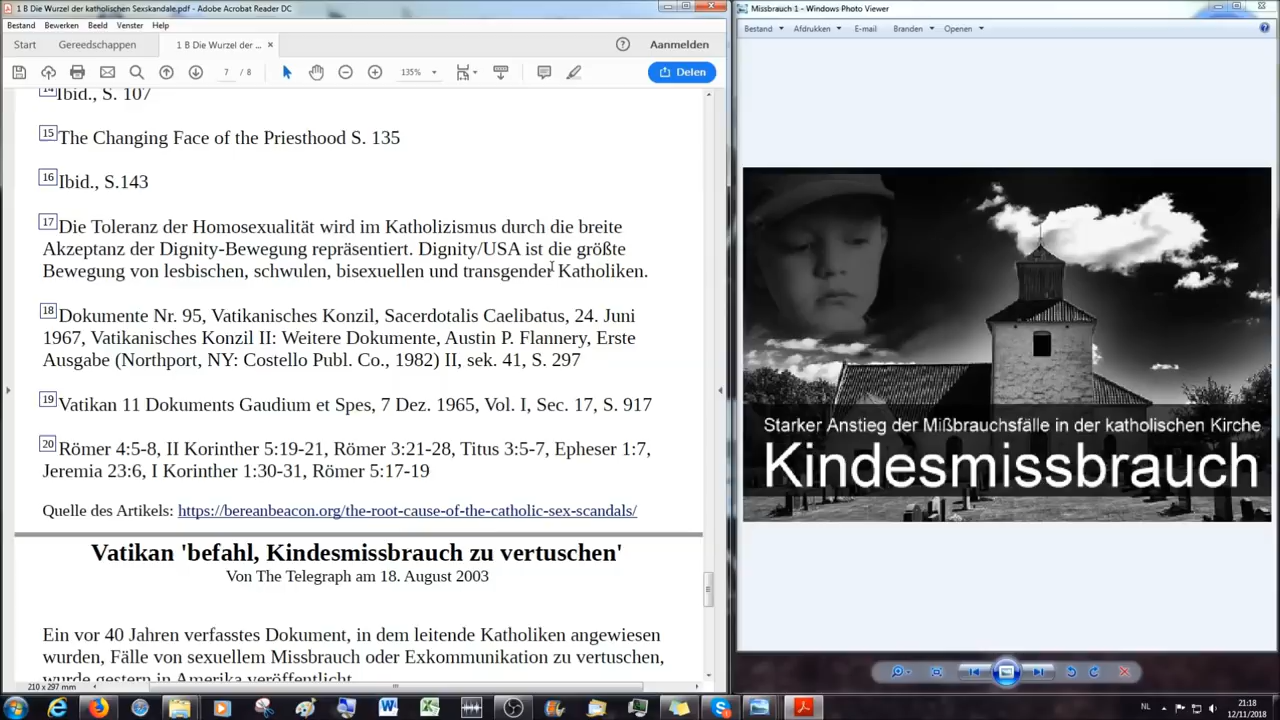 1 B Die Wurzel der katholischen Sexskandale.pdf - Adobe Acrobat Reader DC
Bestand Bewerken Beeld Venster Help
Start Gereedschappen 1 B Die Wurzel der ... × Aanmelden
7 / 8 135% Delen
14 Ibid., S. 107
15 The Changing Face of the Priesthood S. 135
16 Ibid., S.143
17 Die Toleranz der Homosexualität wird im Katholizismus durch die breite
Akzeptanz der Dignity-Bewegung repräsentiert. Dignity/USA ist die größte
Bewegung von lesbischen, schwulen, bisexuellen und transgender Katholiken.
18 Dokumente Nr. 95, Vatikanisches Konzil, Sacerdotalis Caelibatus, 24. Juni
1967, Vatikanisches Konzil II: Weitere Dokumente, Austin P. Flannery, Erste
Ausgabe (Northport, NY: Costello Publ. Co., 1982) II, sek. 41, S. 297
19 Vatikan 11 Dokuments Gaudium et Spes, 7 Dez. 1965, Vol. I, Sec. 17, S. 917
20 Römer 4:5-8, II Korinther 5:19-21, Römer 3:21-28, Titus 3:5-7, Epheser 1:7,
Jeremia 23:6, I Korinther 1:30-31, Römer 5:17-19
Quelle des Artikels: https://bereanbeacon.org/the-root-cause-of-the-catholic-sex-scandals/
Vatikan 'befahl, Kindesmissbrauch zu vertuschen'
Von The Telegraph am 18. August 2003
Ein vor 40 Jahren verfasstes Dokument, in dem leitende Katholiken angewiesen
wurden, Fälle von sexuellem Missbrauch oder Exkommunikation zu vertuschen,
wurde gestern in Amerika veröffentlicht
210 x 297 mm
Missbrauch 1 - Windows Photo Viewer
Bestand Afdrukken E-mail Branden Openen
Starker Anstieg der Mißbrauchsfälle in der katholischen Kirche
Kindesmissbrauch
NL 21:18
12/11/2018